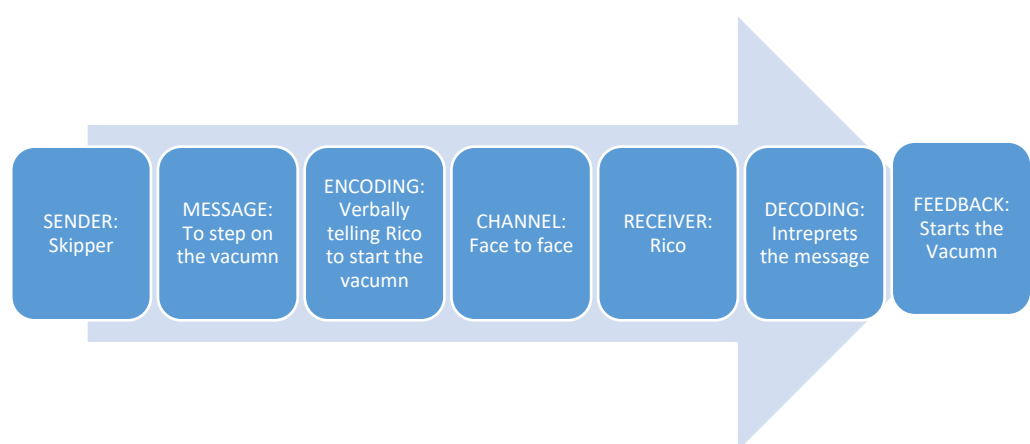 SENDER:
Skipper
MESSAGE:
To step on
the vacumn
ENCODING:
Verbally
telling Rico
to start the
vacumn
CHANNEL:
Face to face
RECEIVER:
Rico
DECODING:
Intreprets
the message
FEEDBACK:
Starts the
Vacumn